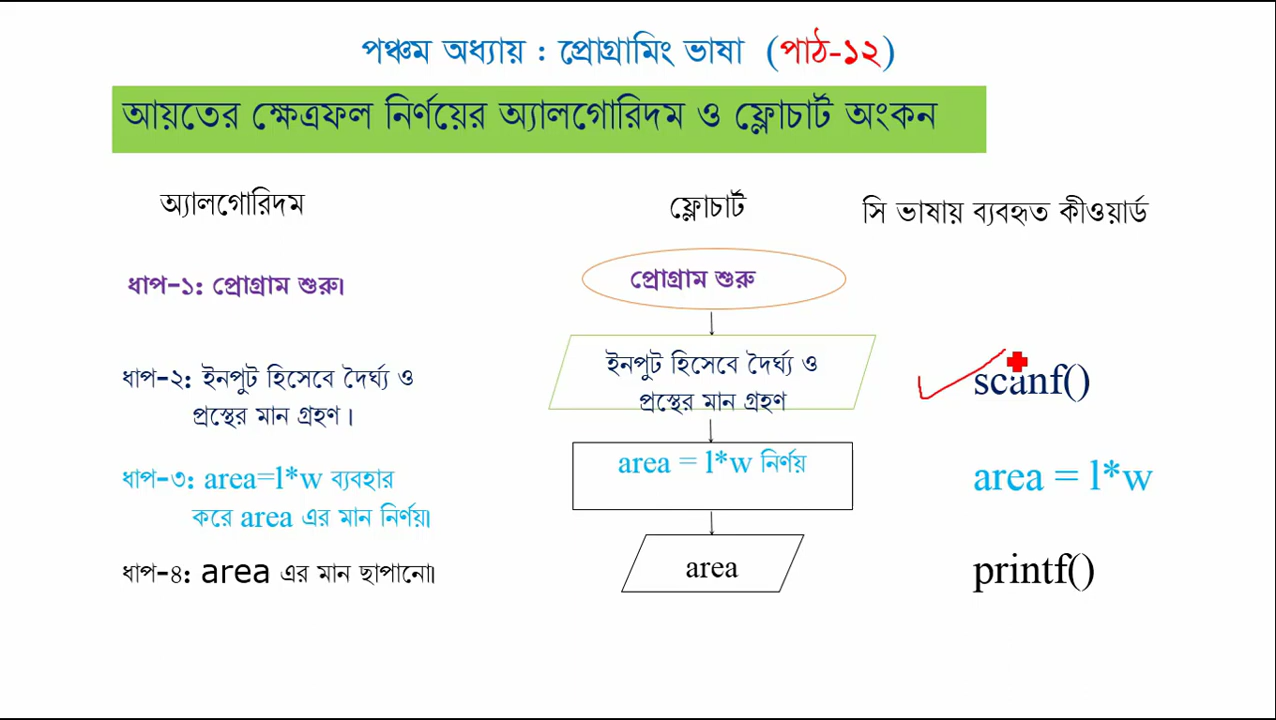 পঞ্চম অধ্যায় : প্রোগ্রামিং ভাষা (পাঠ-১২)
আয়তের ক্ষেত্রফল নির্ণয়ের অ্যালগোরিদম ও ফ্লোচার্ট অংকন
অ্যালগোরিদম
ফ্লোচার্ট
সি ভাষায় ব্যবহৃত কীওয়ার্ড
ধাপ-১: প্রোগ্রাম শুরু।
প্রোগ্রাম শুরু
ধাপ-২: ইনপুট হিসেবে দৈর্ঘ্য ও
প্রস্থের মান গ্রহণ ।
ইনপুট হিসেবে দৈর্ঘ্য ও
প্রস্থের মান গ্রহণ
scanf()
ধাপ-৩: area=l*w ব্যবহার
করে area এর মান নির্ণয়।
area = l*w নির্ণয়
area = l*w
ধাপ-৪: area এর মান ছাপানো।
area
printf()